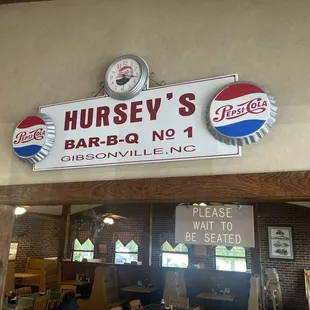 HURSEY'S
BAR-B-Q No 1
GIBSONVILLE, NC
PEPSI-COLA
PEPSI-COLA
PLEASE
WAIT TO
BE SEATED